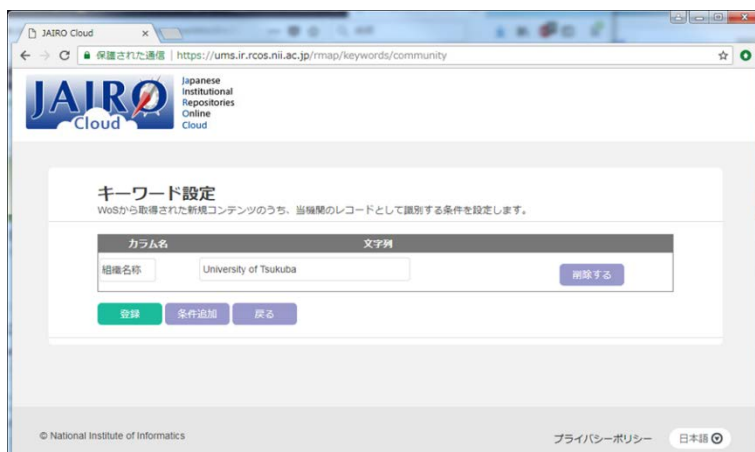 JAIRO Cloud
保護された通信 | https://ums.ir.rcos.nii.ac.jp/rmap/keywords/community
JAIRO
Cloud
Japanese
Institutional
Repositories
Online
Cloud
キーワード設定
WoSから取得された新規コンテンツのうち、当機関のレコードとして識別する条件を設定します。
カラム名 文字列
組織名称 University of Tsukuba 削除する
登録 条件追加 戻る
© National Institute of Informatics プライバシーポリシー 日本語